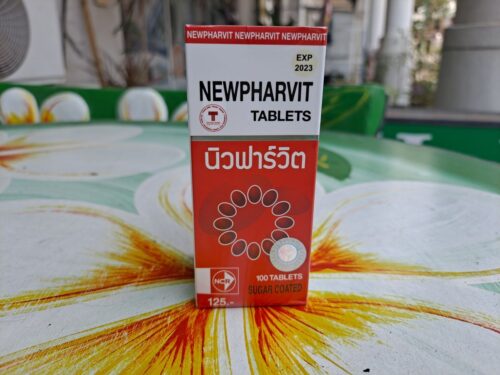 NEWPHARVIT NEWPHARVIT NEWPHARVIT
EXP
2023
NEWPHARVIT
TABLETS
T
นิวฟาร์วิต
100 TABLETS
SUGAR COATED
125.-